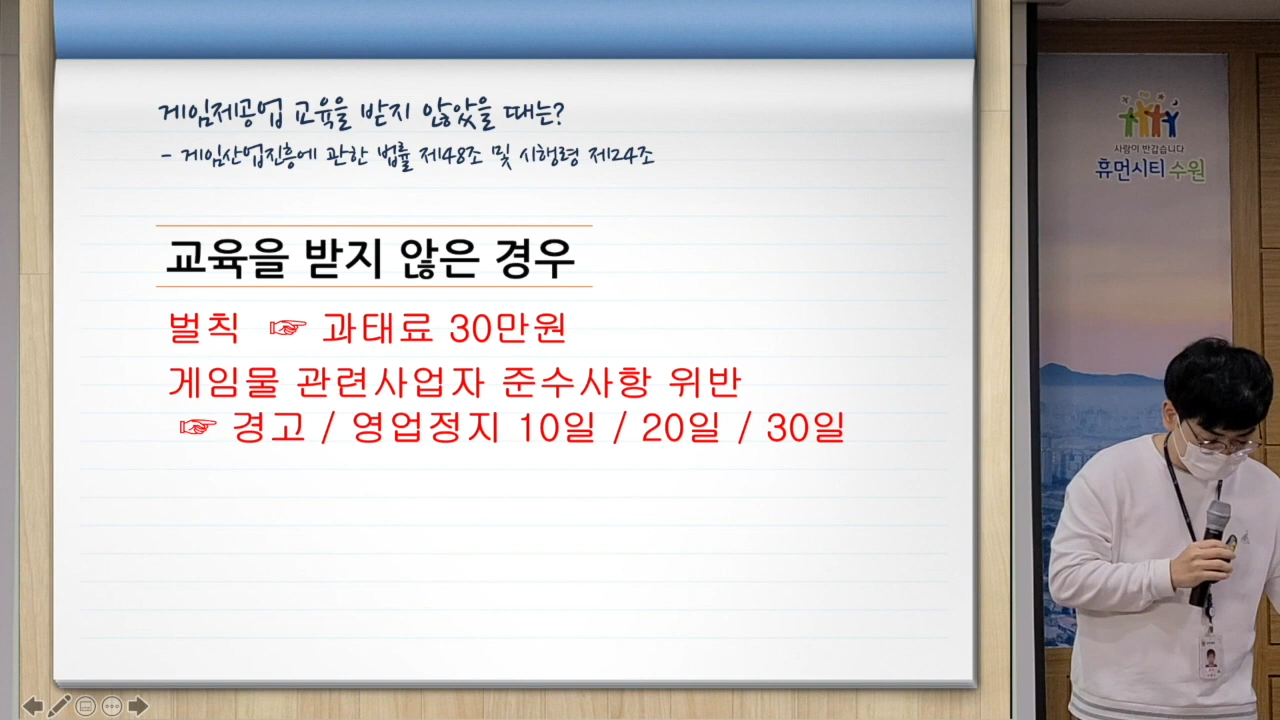 게임제공업 교육을 받지 않았을 때는?
- 게임산업진흥에 관한 법률 제48조 및 시행령 제24조
교육을 받지 않은 경우
벌칙 ☞ 과태료 30만원
게임물 관련사업자 준수사항 위반
☞ 경고 / 영업정지 10일 / 20일 / 30일
사람이 반갑습니다
휴먼시티 수원